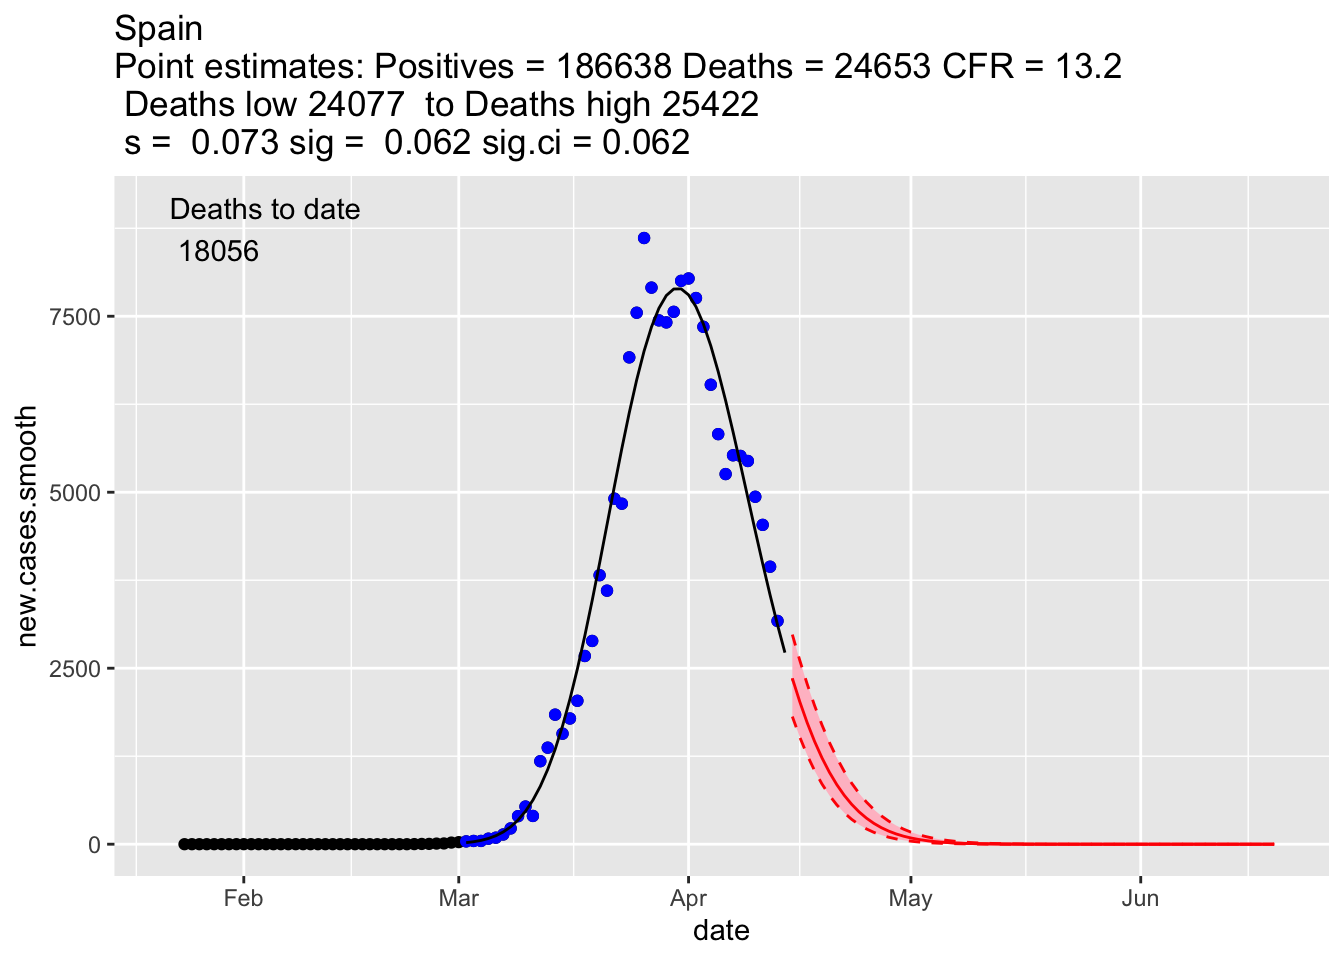 Spain
Point estimates: Positives = 186638 Deaths = 24653 CFR = 13.2
Deaths low 24077  to Deaths high 25422
s =  0.073 sig =  0.062 sig.ci = 0.062
Deaths to date
18056
7500
5000
2500
0
new.cases.smooth
Feb Mar Apr May Jun
date